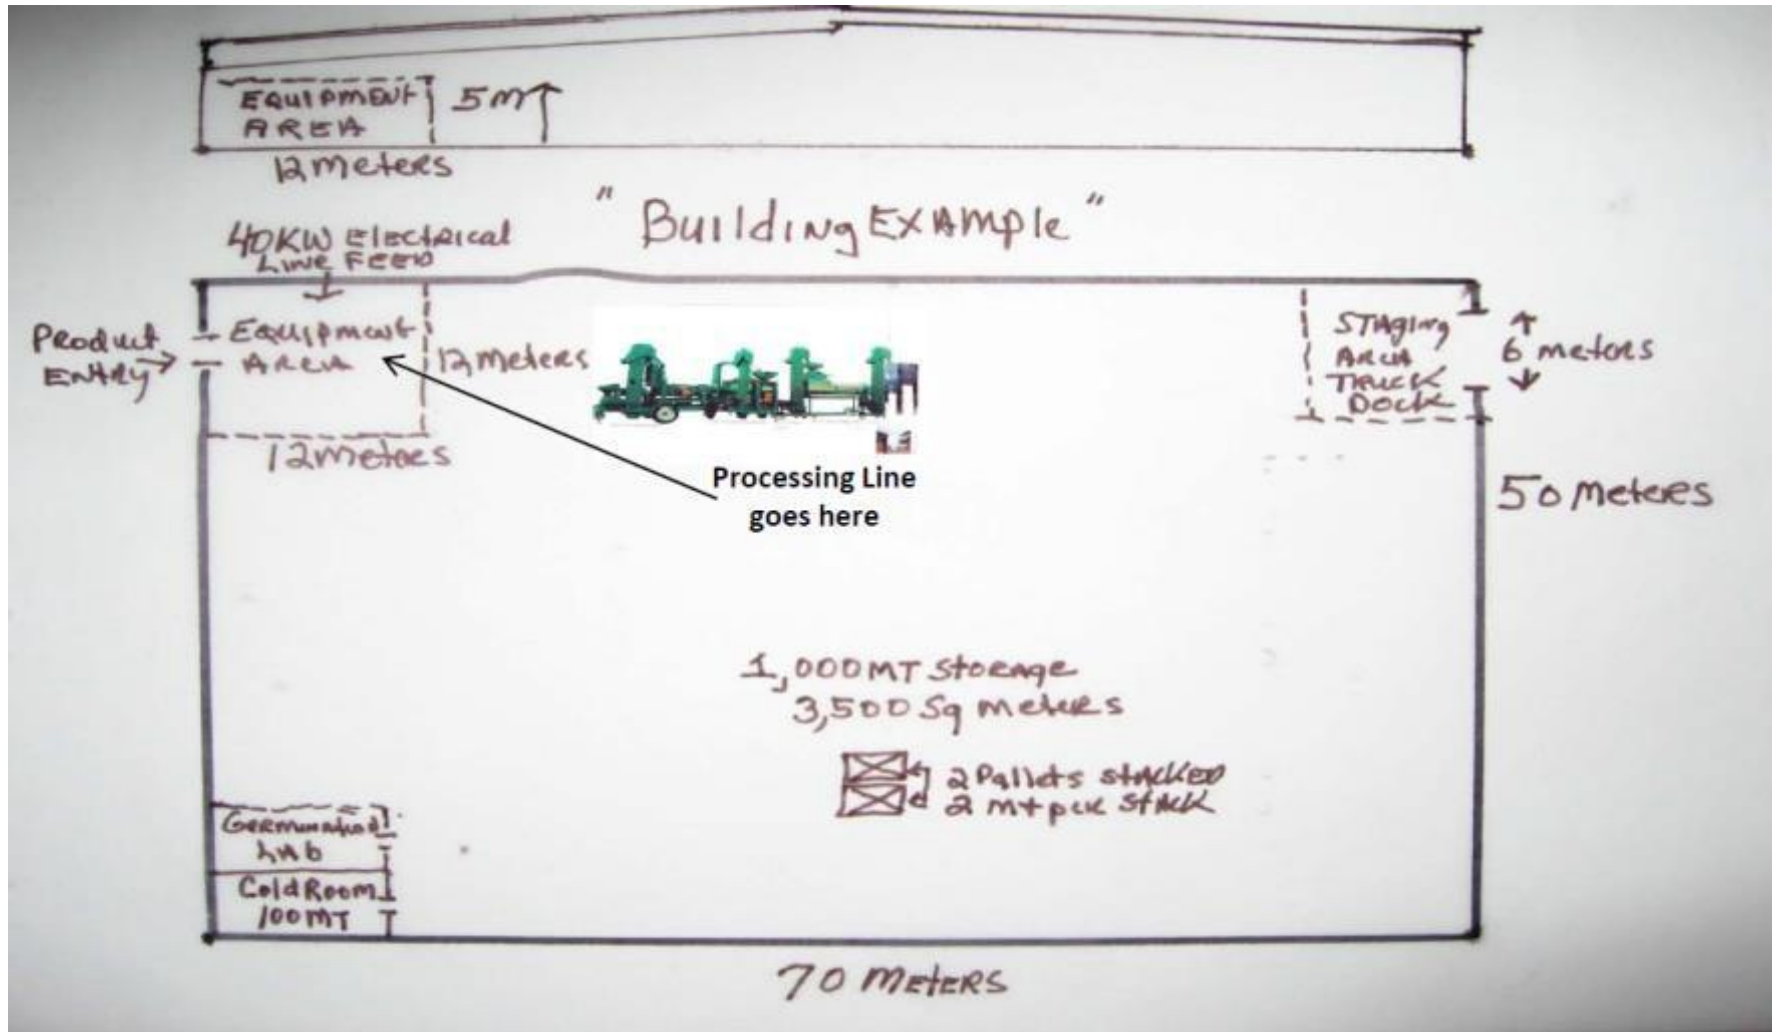 EQUIPMENT
AREA
5m
12 meters
"Building Example"
40KW Electrical
Line Feed
Product
Entry
Equipment
Area
12 meters
12 meters
Staging
Area
Truck
Dock
6 meters
Processing Line
goes here
50 meters
1,000MT Storage
3,500 Sq meters
2 Pallets stacked
2 mt per stack
Germination
Lab
Cold Room
100MT
70 meters